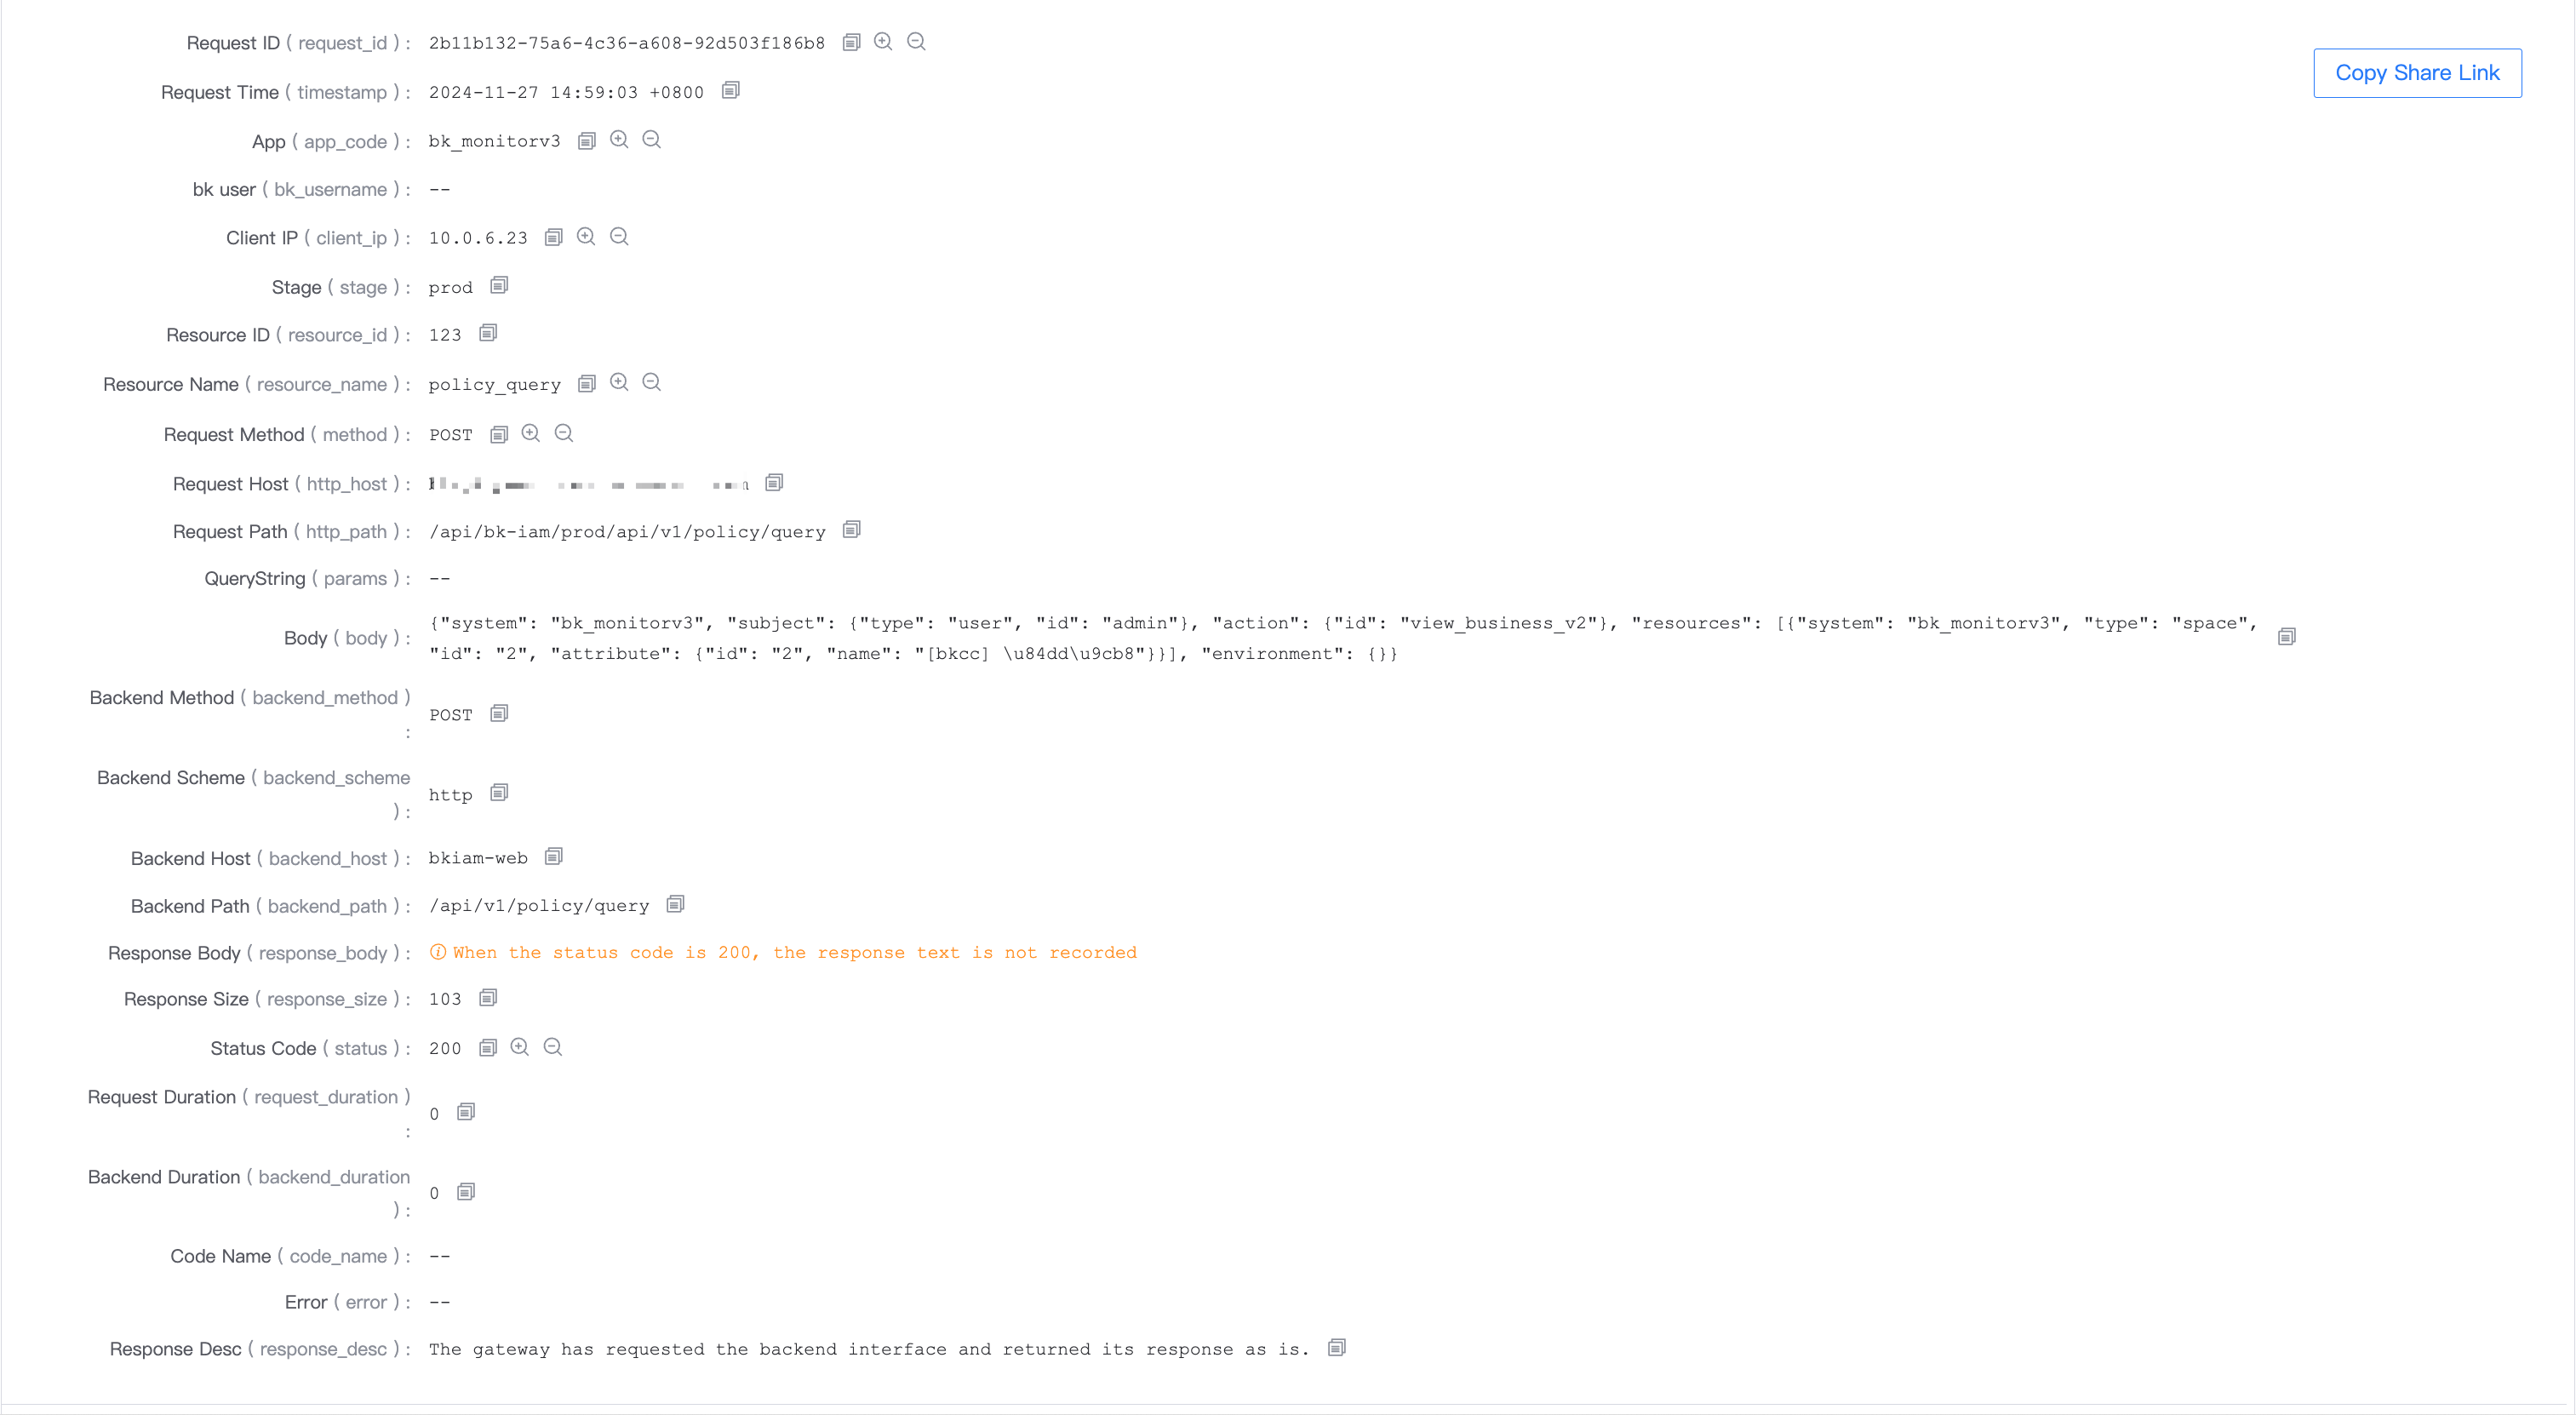 Request ID ( request_id ) : 2b11b132-75a6-4c36-a608-92d503f186b8
Copy Share Link
Request Time ( timestamp ) : 2024-11-27 14:59:03 +0800
App ( app_code ) : bk_monitorv3
bk user ( bk_username ) : --
Client IP ( client_ip ) : 10.0.6.23
Stage ( stage ) : prod
Resource ID ( resource_id ) : 123
Resource Name ( resource_name ) : policy_query
Request Method ( method ) : POST
Request Host ( http_host ) :
Request Path ( http_path ) : /api/bk-iam/prod/api/v1/policy/query
QueryString ( params ) : --
Body ( body ) : {"system": "bk_monitorv3", "subject": {"type": "user", "id": "admin"}, "action": {"id": "view_business_v2"}, "resources": [{"system": "bk_monitorv3", "type": "space",
"id": "2", "attribute": {"id": "2", "name": "[bkcc] \u84dd\u9cb8"}}], "environment": {}}
Backend Method ( backend_method )
: POST
Backend Scheme ( backend_scheme
) : http
Backend Host ( backend_host ) : bkiam-web
Backend Path ( backend_path ) : /api/v1/policy/query
Response Body ( response_body ) : When the status code is 200, the response text is not recorded
Response Size ( response_size ) : 103
Status Code ( status ) : 200
Request Duration ( request_duration )
: 0
Backend Duration ( backend_duration
) : 0
Code Name ( code_name ) : --
Error ( error ) : --
Response Desc ( response_desc ) : The gateway has requested the backend interface and returned its response as is.